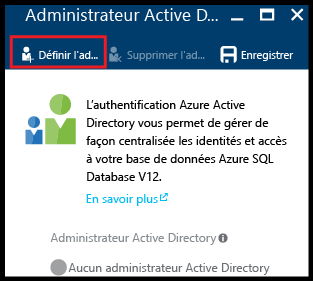 Administrateur Active D...
Définir l'ad... Supprimer l'ad... Enregistrer
L'authentification Azure Active
Directory vous permet de gérer de
façon centralisée les identités et accès
à votre base de données Azure SQL
Database V12.
En savoir plus
Administrateur Active Directory
Aucun administrateur Active Directory